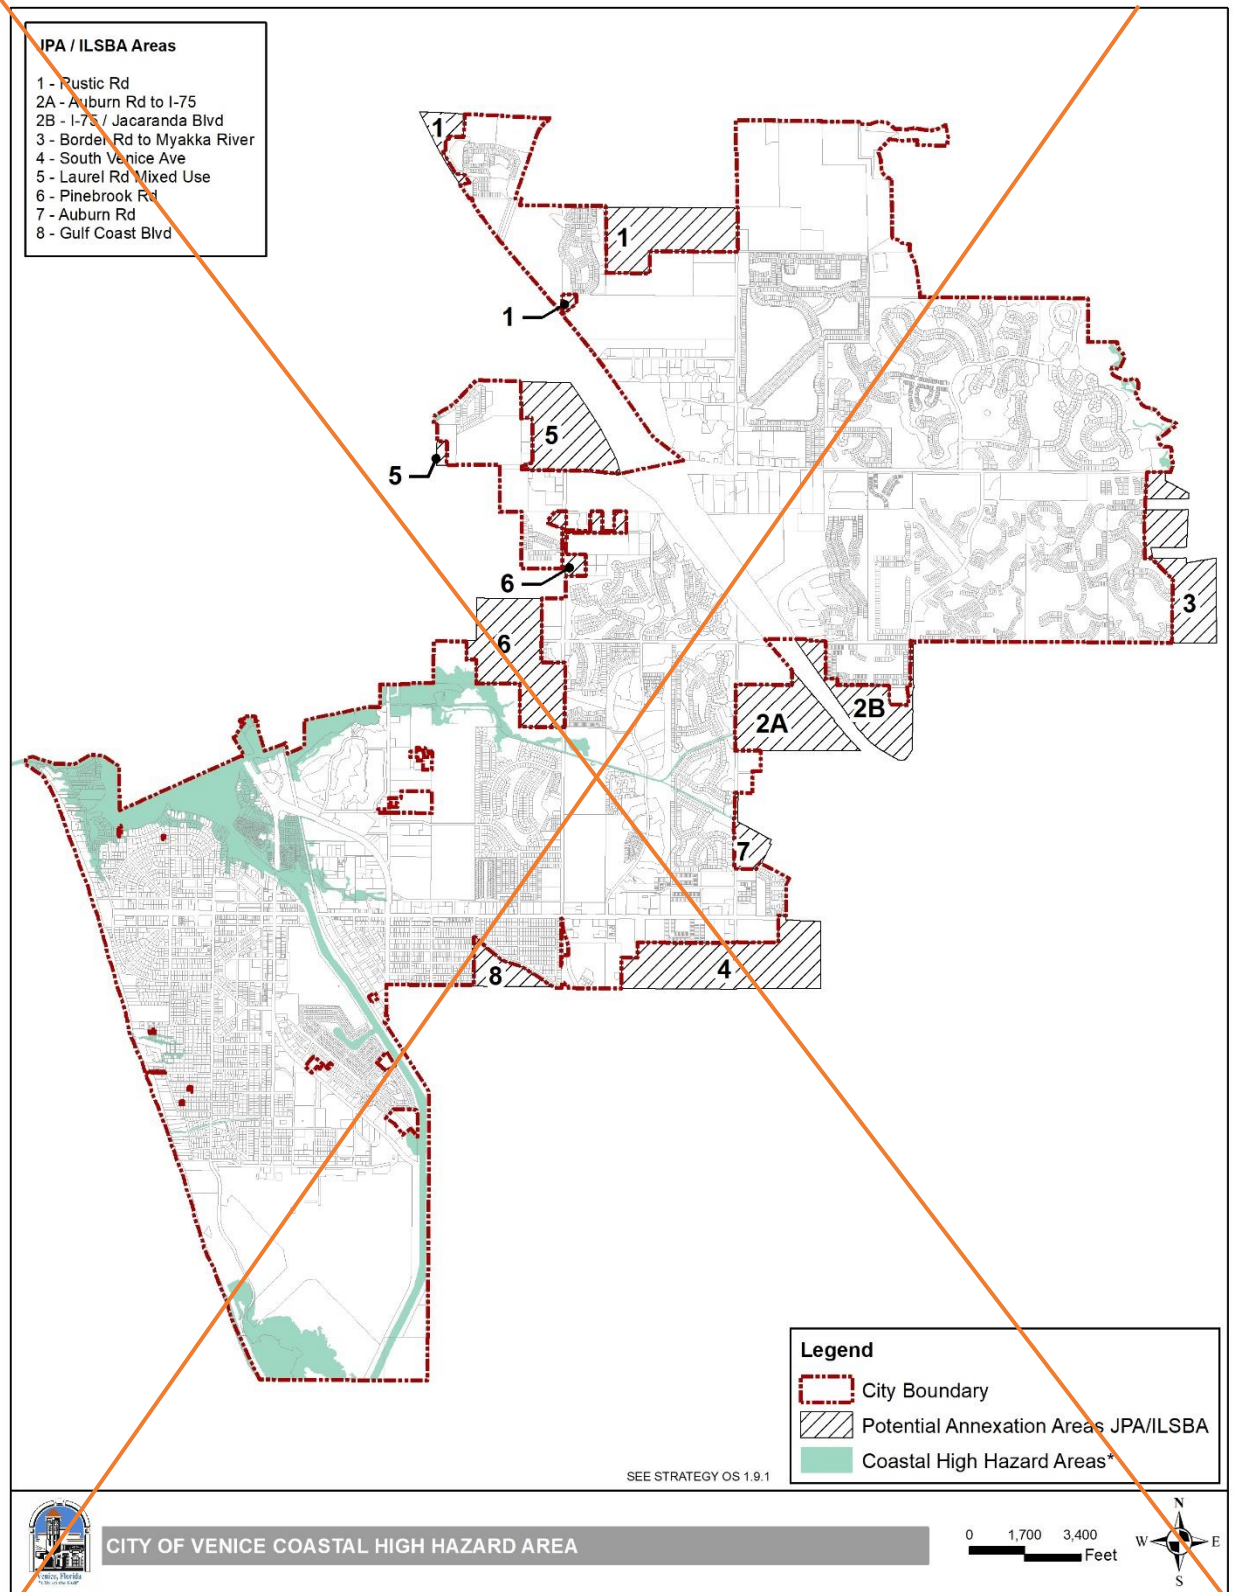 JPA / ILSBA Areas
1 - Rustic Rd
2A - Auburn Rd to I-75
2B - I-75 / Jacaranda Blvd
3 - Border Rd to Myakka River
4 - South Venice Ave
5 - Laurel Rd Mixed Use
6 - Pinebrook Rd
7 - Auburn Rd
8 - Gulf Coast Blvd
1
1
1
5
5
6
3
6
2A
2B
7
8
4
Legend
City Boundary
Potential Annexation Areas JPA/ILSBA
Coastal High Hazard Areas*
SEE STRATEGY OS 1.9.1
CITY OF VENICE COASTAL HIGH HAZARD AREA
0 1,700 3,400
Feet
N
W E
S
Venice, Florida
"City on the Gulf"